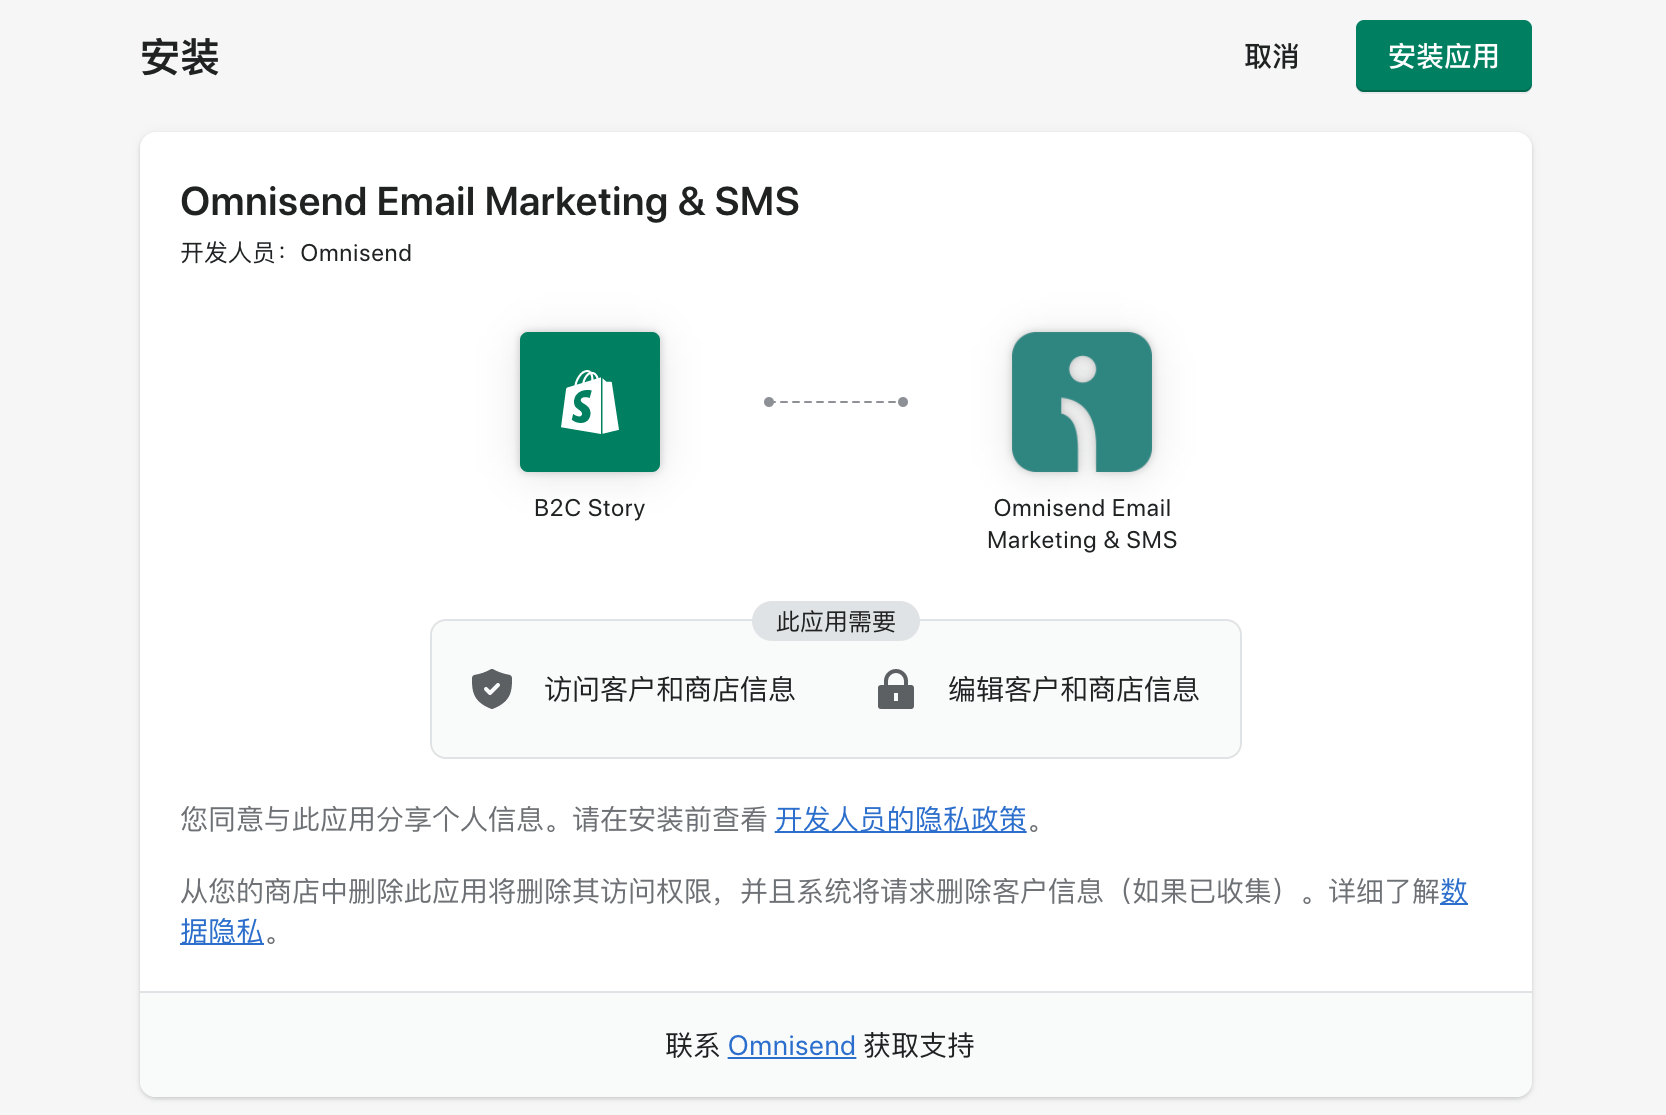 安装
取消
安装应用
Omnisend Email Marketing & SMS
开发人员：Omnisend
B2C Story
Omnisend Email
Marketing & SMS
此应用需要
访问客户和商店信息
编辑客户和商店信息
您同意与此应用分享个人信息。请在安装前查看 开发人员的隐私政策。
从您的商店中删除此应用将删除其访问权限，并且系统将请求删除客户信息（如果已收集）。详细了解数
据隐私。
联系 Omnisend 获取支持